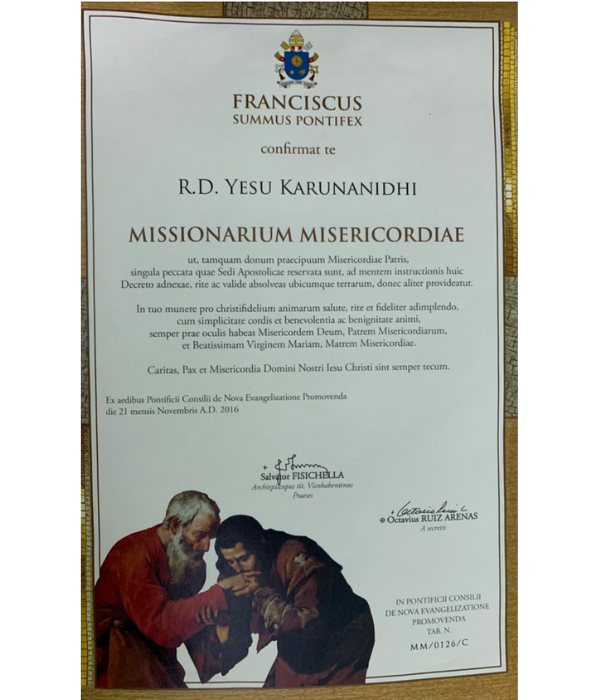 FRANCISCUS
SUMMUS PONTIFEX
confirmat te
R.D. YESU KARUNANIDHI
MISSIONARIUM MISERICORDIAE
ut, tamquam donum praecipuum Misericordiae Patris,
singula peccata quae Sedi Apostolicae reservata sunt, ad mentem instructionis huic
Decreto adnexae, rite ac valide absolveas ubicumque terrarum, donec aliter provideatur.
In tuo munere pro christifidelium animarum salute, rite et fideliter adimplendo,
cum simplicitate cordis et benevolentia ac benignitate animi,
semper prae oculis habeas Misericordem Deum, Patrem Misericordiarum,
et Beatissimam Virginem Mariam, Matrem Misericordiae.
Caritas, Pax et Misericordia Domini Nostri Iesu Christi sint semper tecum.
Ex aedibus Pontificii Consilii de Nova Evangelizatione Promovenda
die 21 mensis Novembris A.D. 2016
Salvator FISICHELLA
Archiepiscopus tit. Vicohabentinus
Praeses
Octavius RUIZ ARENAS
A secretis
IN PONTIFICII CONSILII
DE NOVA EVANGELIZATIONE
PROMOVENDA
TAB. N.
MM/0126/C